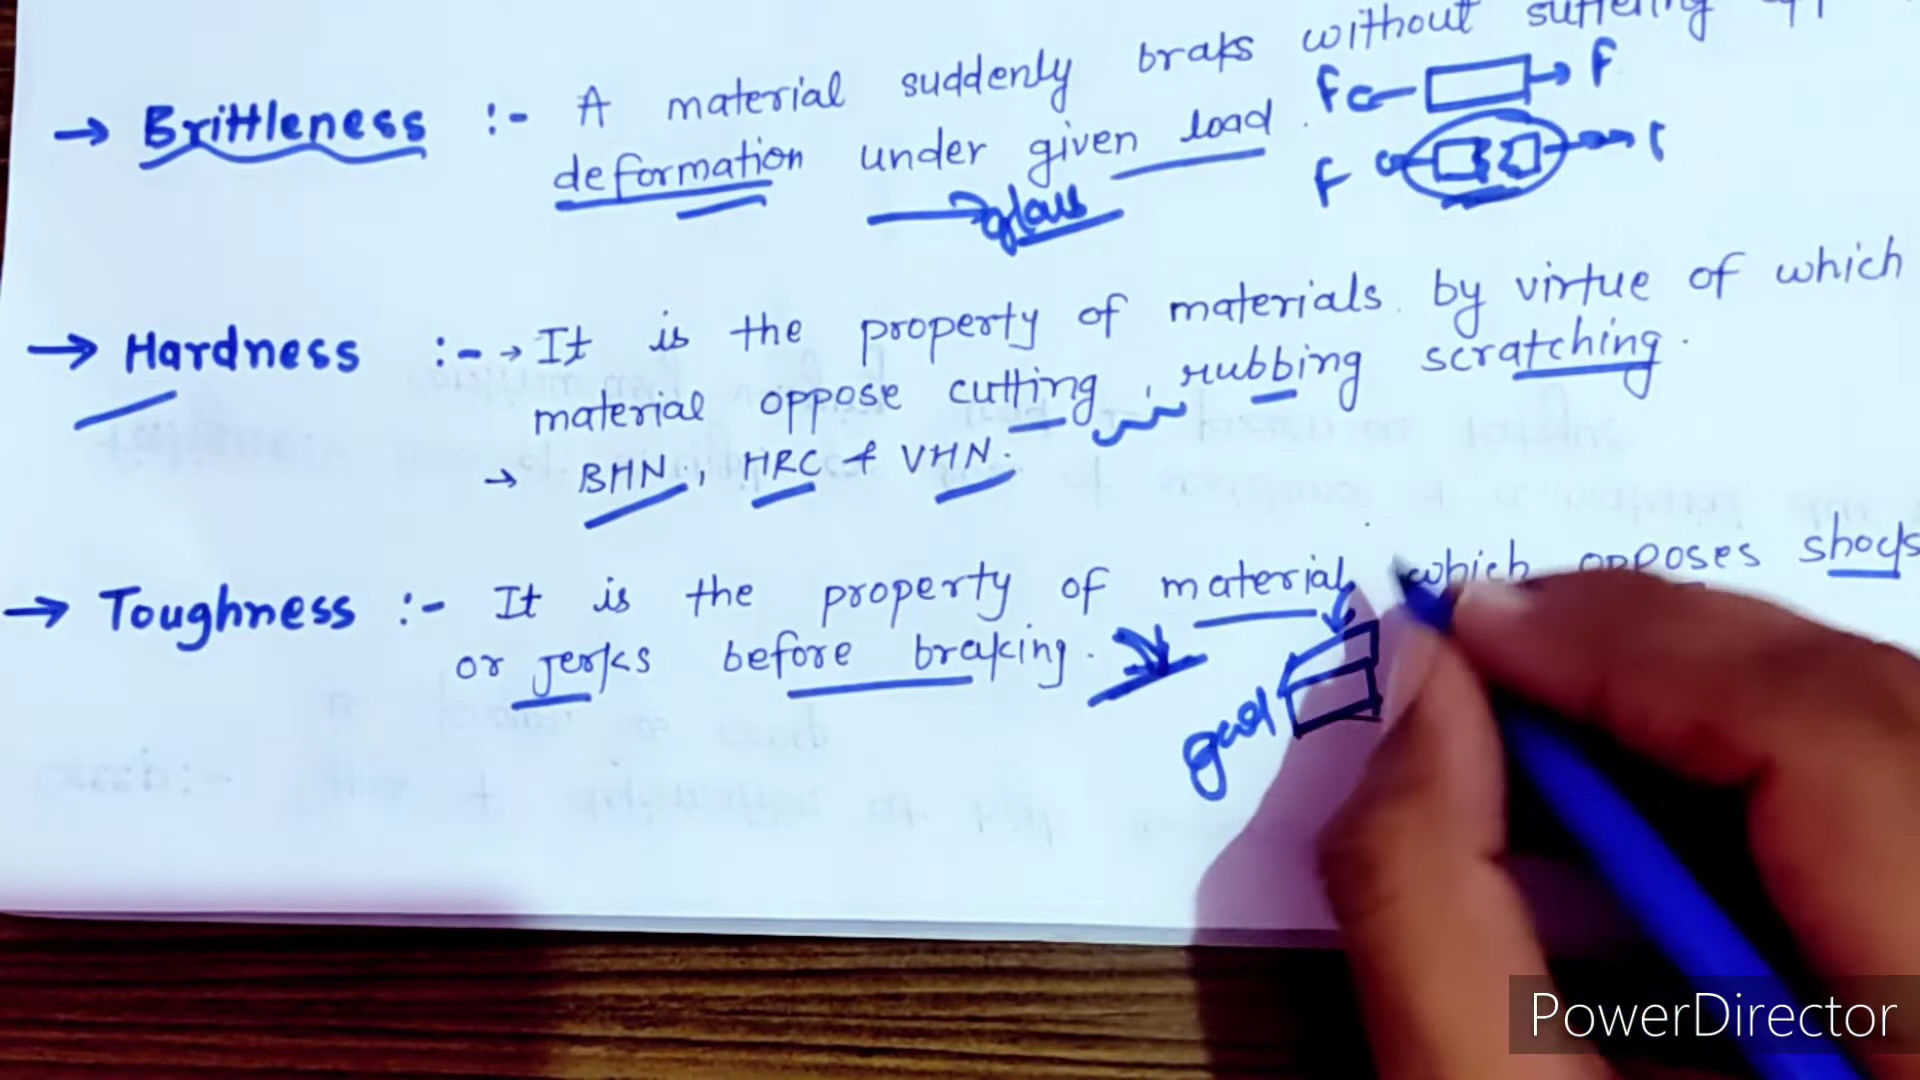 → Brittleness :- A material suddenly braks without suffering
deformation under given load.
F F
F
→ glass
→ Hardness :- → It is the property of materials by virtue of which
material oppose cutting, rubbing scratching.
→ BHN, HRC & VHN.
→ Toughness :- It is the property of material which opposes shocks
or jerks before braking.
PowerDirector